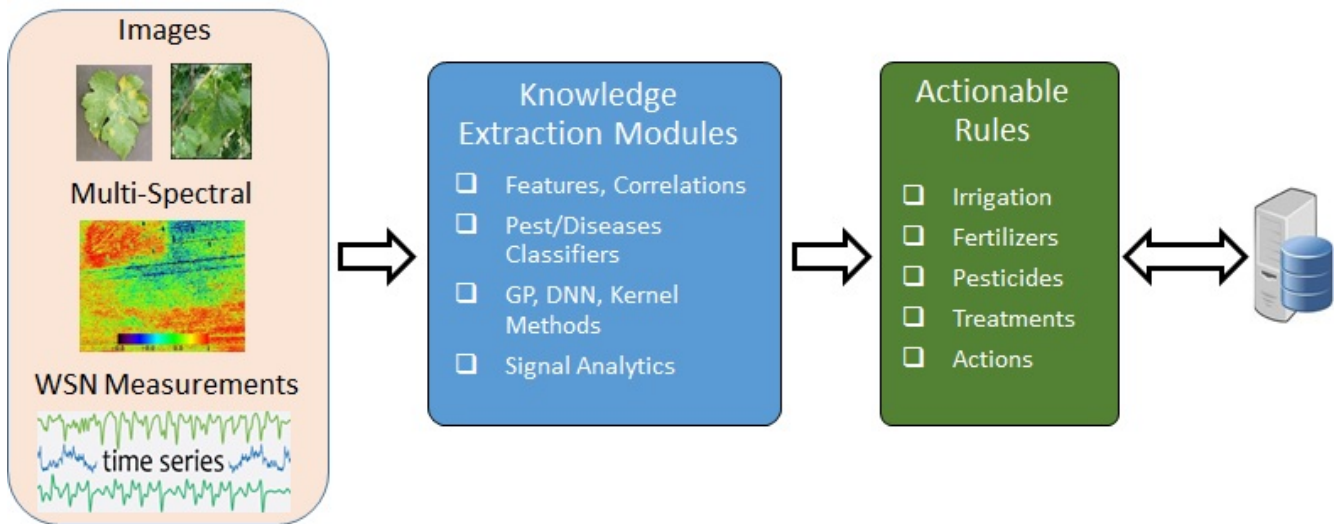 Images
Multi-Spectral
WSN Measurements
time series
Knowledge
Extraction Modules
Features, Correlations
Pest/Diseases
Classifiers
GP, DNN, Kernel
Methods
Signal Analytics
Actionable
Rules
Irrigation
Fertilizers
Pesticides
Treatments
Actions